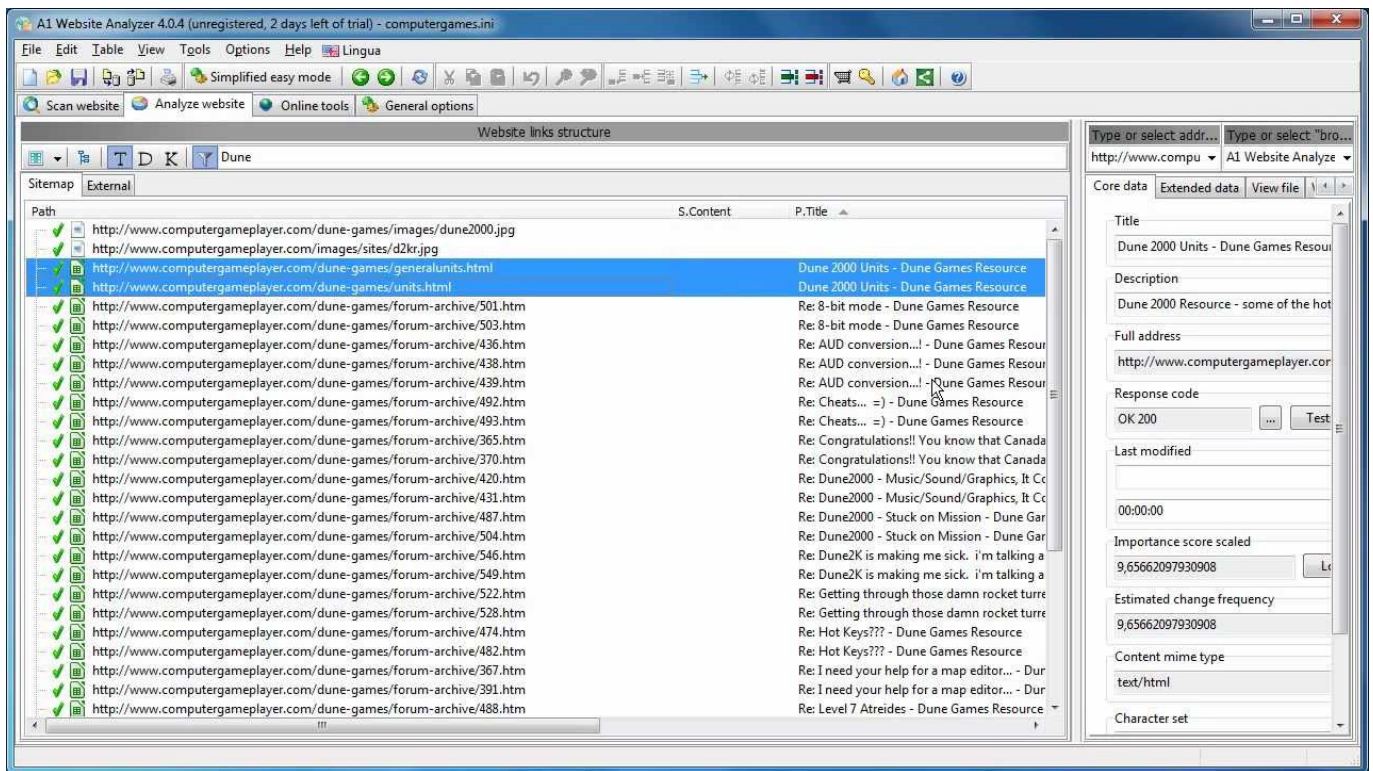 A1 Website Analyzer 4.0.4 (unregistered, 2 days left of trial) - computergames.ini
File Edit Table View Tools Options Help Lingua
Simplified easy mode
Scan website Analyze website Online tools General options
Website links structure
T D K Dune
Sitemap External
Path S.Content P.Title
http://www.computergameplayer.com/dune-games/images/dune2000.jpg
http://www.computergameplayer.com/images/sites/d2kr.jpg
http://www.computergameplayer.com/dune-games/generalunits.html Dune 2000 Units - Dune Games Resource
http://www.computergameplayer.com/dune-games/units.html Dune 2000 Units - Dune Games Resource
http://www.computergameplayer.com/dune-games/forum-archive/501.htm Re: 8-bit mode - Dune Games Resource
http://www.computergameplayer.com/dune-games/forum-archive/503.htm Re: 8-bit mode - Dune Games Resource
http://www.computergameplayer.com/dune-games/forum-archive/436.htm Re: AUD conversion...! - Dune Games Resour
http://www.computergameplayer.com/dune-games/forum-archive/438.htm Re: AUD conversion...! - Dune Games Resour
http://www.computergameplayer.com/dune-games/forum-archive/439.htm Re: AUD conversion...! - Dune Games Resour
http://www.computergameplayer.com/dune-games/forum-archive/492.htm Re: Cheats... =) - Dune Games Resource
http://www.computergameplayer.com/dune-games/forum-archive/493.htm Re: Cheats... =) - Dune Games Resource
http://www.computergameplayer.com/dune-games/forum-archive/365.htm Re: Congratulations!! You know that Canada
http://www.computergameplayer.com/dune-games/forum-archive/370.htm Re: Congratulations!! You know that Canada
http://www.computergameplayer.com/dune-games/forum-archive/420.htm Re: Dune2000 - Music/Sound/Graphics, It Co
http://www.computergameplayer.com/dune-games/forum-archive/431.htm Re: Dune2000 - Music/Sound/Graphics, It Co
http://www.computergameplayer.com/dune-games/forum-archive/487.htm Re: Dune2000 - Stuck on Mission - Dune Gar
http://www.computergameplayer.com/dune-games/forum-archive/504.htm Re: Dune2000 - Stuck on Mission - Dune Gar
http://www.computergameplayer.com/dune-games/forum-archive/546.htm Re: Dune2K is making me sick. i'm talking a
http://www.computergameplayer.com/dune-games/forum-archive/549.htm Re: Dune2K is making me sick. i'm talking a
http://www.computergameplayer.com/dune-games/forum-archive/522.htm Re: Getting through those damn rocket turre
http://www.computergameplayer.com/dune-games/forum-archive/528.htm Re: Getting through those damn rocket turre
http://www.computergameplayer.com/dune-games/forum-archive/474.htm Re: Hot Keys??? - Dune Games Resource
http://www.computergameplayer.com/dune-games/forum-archive/482.htm Re: Hot Keys??? - Dune Games Resource
http://www.computergameplayer.com/dune-games/forum-archive/367.htm Re: I need your help for a map editor... - Dur
http://www.computergameplayer.com/dune-games/forum-archive/391.htm Re: I need your help for a map editor... - Dur
http://www.computergameplayer.com/dune-games/forum-archive/488.htm Re: Level 7 Atreides - Dune Games Resource
Type or select addr... Type or select "bro...
http://www.compu A1 Website Analyze
Core data Extended data View file
Title
Dune 2000 Units - Dune Games Resour
Description
Dune 2000 Resource - some of the hot
Full address
http://www.computergameplayer.cor
Response code
OK 200 ... Test
Last modified
00:00:00
Importance score scaled
9,65662097930908 Lo
Estimated change frequency
9,65662097930908
Content mime type
text/html
Character set